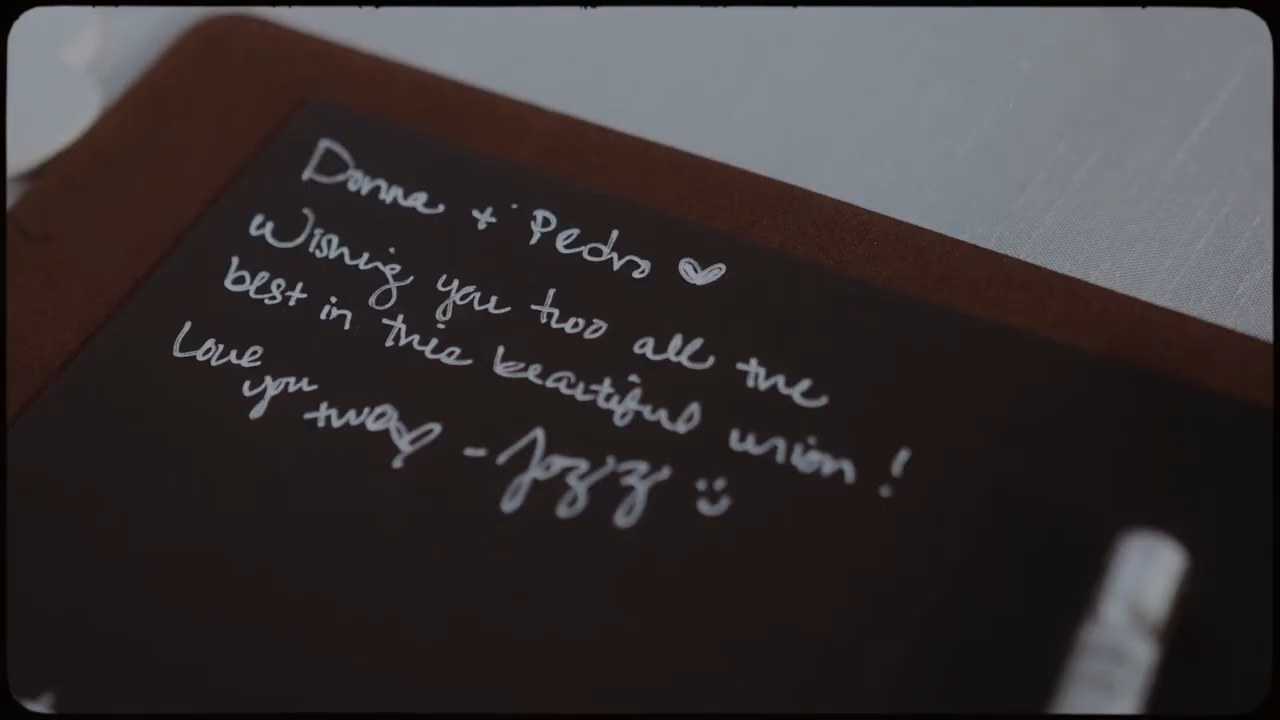 Donna + Pedro ♡
Wishing you two all the
best in this beautiful union!
Love
you
two♡ - Jozz :)